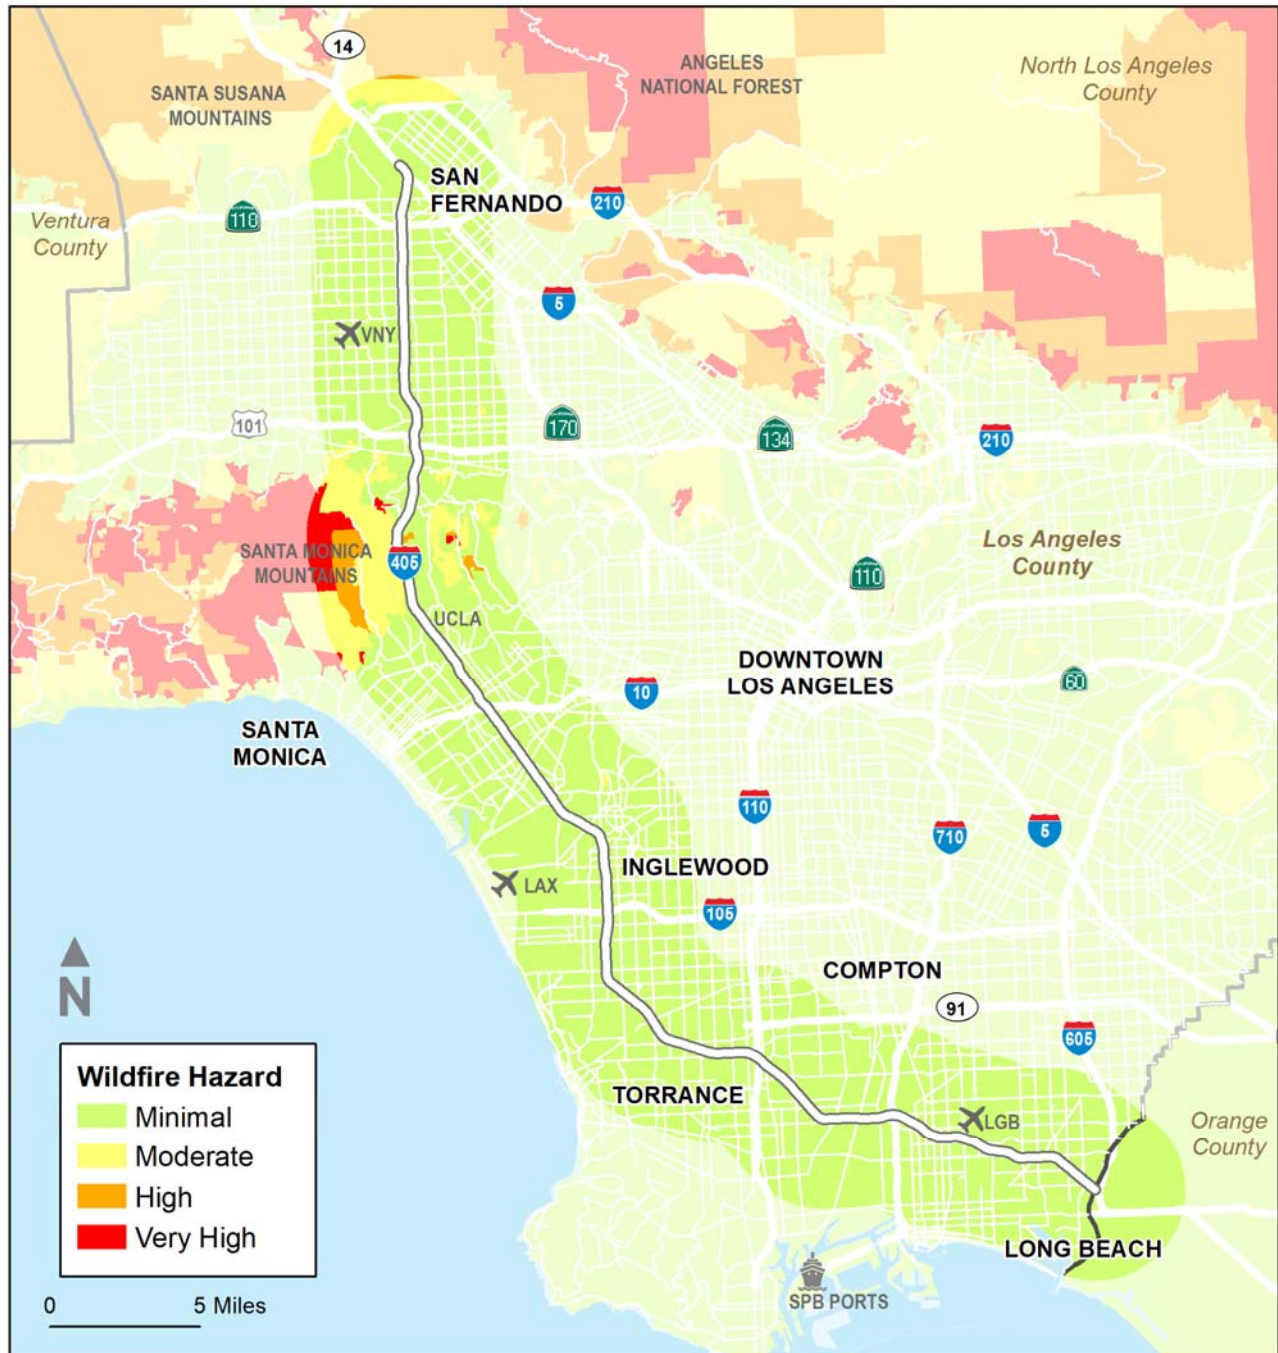 14
ANGELES
NATIONAL FOREST
North Los Angeles
County
SANTA SUSANA
MOUNTAINS
SAN
FERNANDO
210
118
Ventura
County
5
VNY
101
170
134
210
SANTA MONICA
MOUNTAINS
405
Los Angeles
County
110
UCLA
DOWNTOWN
LOS ANGELES
10
60
SANTA
MONICA
110
710
5
INGLEWOOD
LAX
105
COMPTON
N
91
605
Wildfire Hazard
Minimal
Moderate
High
Very High
TORRANCE
LGB
Orange
County
LONG BEACH
SPB PORTS
0
5 Miles